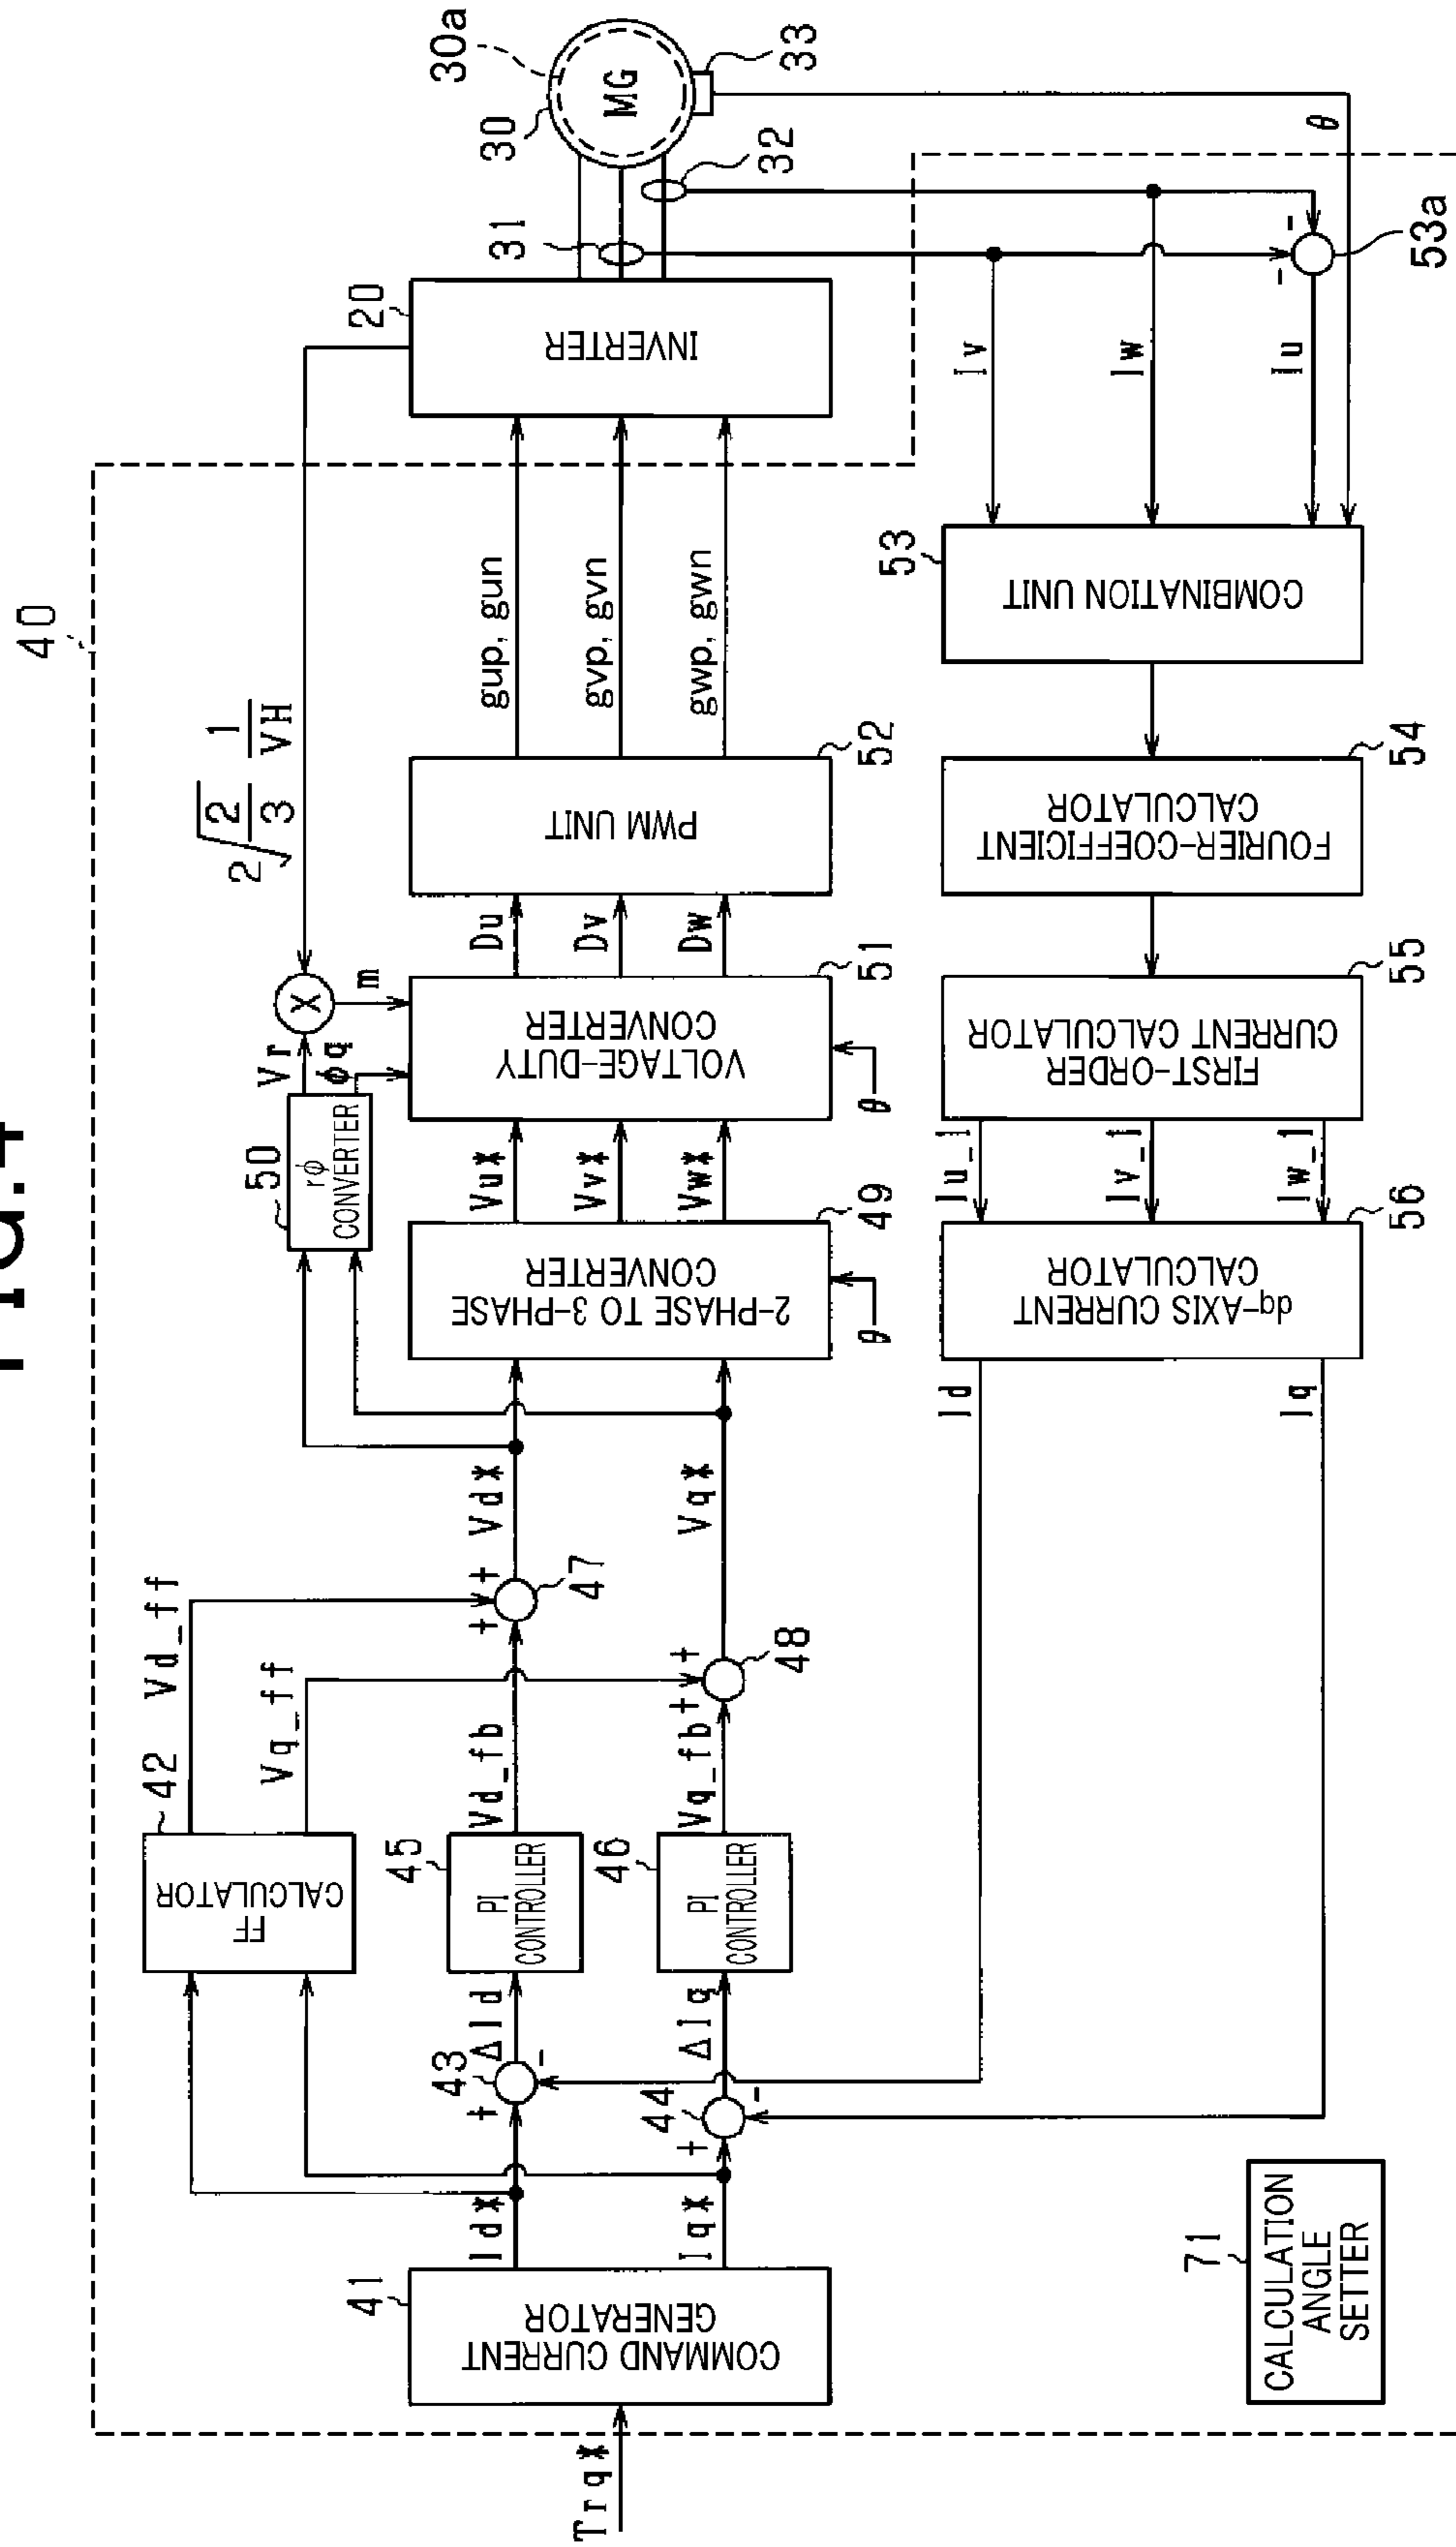 FIG.4
40
Trq*
41
COMMAND CURRENT
GENERATOR
Id*
Iq*
42
FF
CALCULATOR
Vd_ff
Vq_ff
43
+
-
ΔId
44
+
-
ΔIq
45
PI
CONTROLLER
Vd_fb
46
PI
CONTROLLER
Vq_fb
+
+
47
Vd*
+
+
48
Vq*
49
2-PHASE TO 3-PHASE
CONVERTER
θ
Vu*
Vv*
Vw*
50
rφ
CONVERTER
Vr
φq
X
m
2√2/3 1/VH
51
VOLTAGE-DUTY
CONVERTER
θ
Du
Dv
Dw
52
PWM UNIT
gup, gun
gvp, gvn
gwp, gwn
20
INVERTER
31
32
30
30a
MG
33
θ
53a
-
-
Iv
Iw
Iu
53
COMBINATION UNIT
54
FOURIER-COEFFICIENT
CALCULATOR
55
FIRST-ORDER
CURRENT CALCULATOR
Iu_1
Iv_1
Iw_1
56
dq-AXIS CURRENT
CALCULATOR
Id
Iq
71
CALCULATION
ANGLE
SETTER